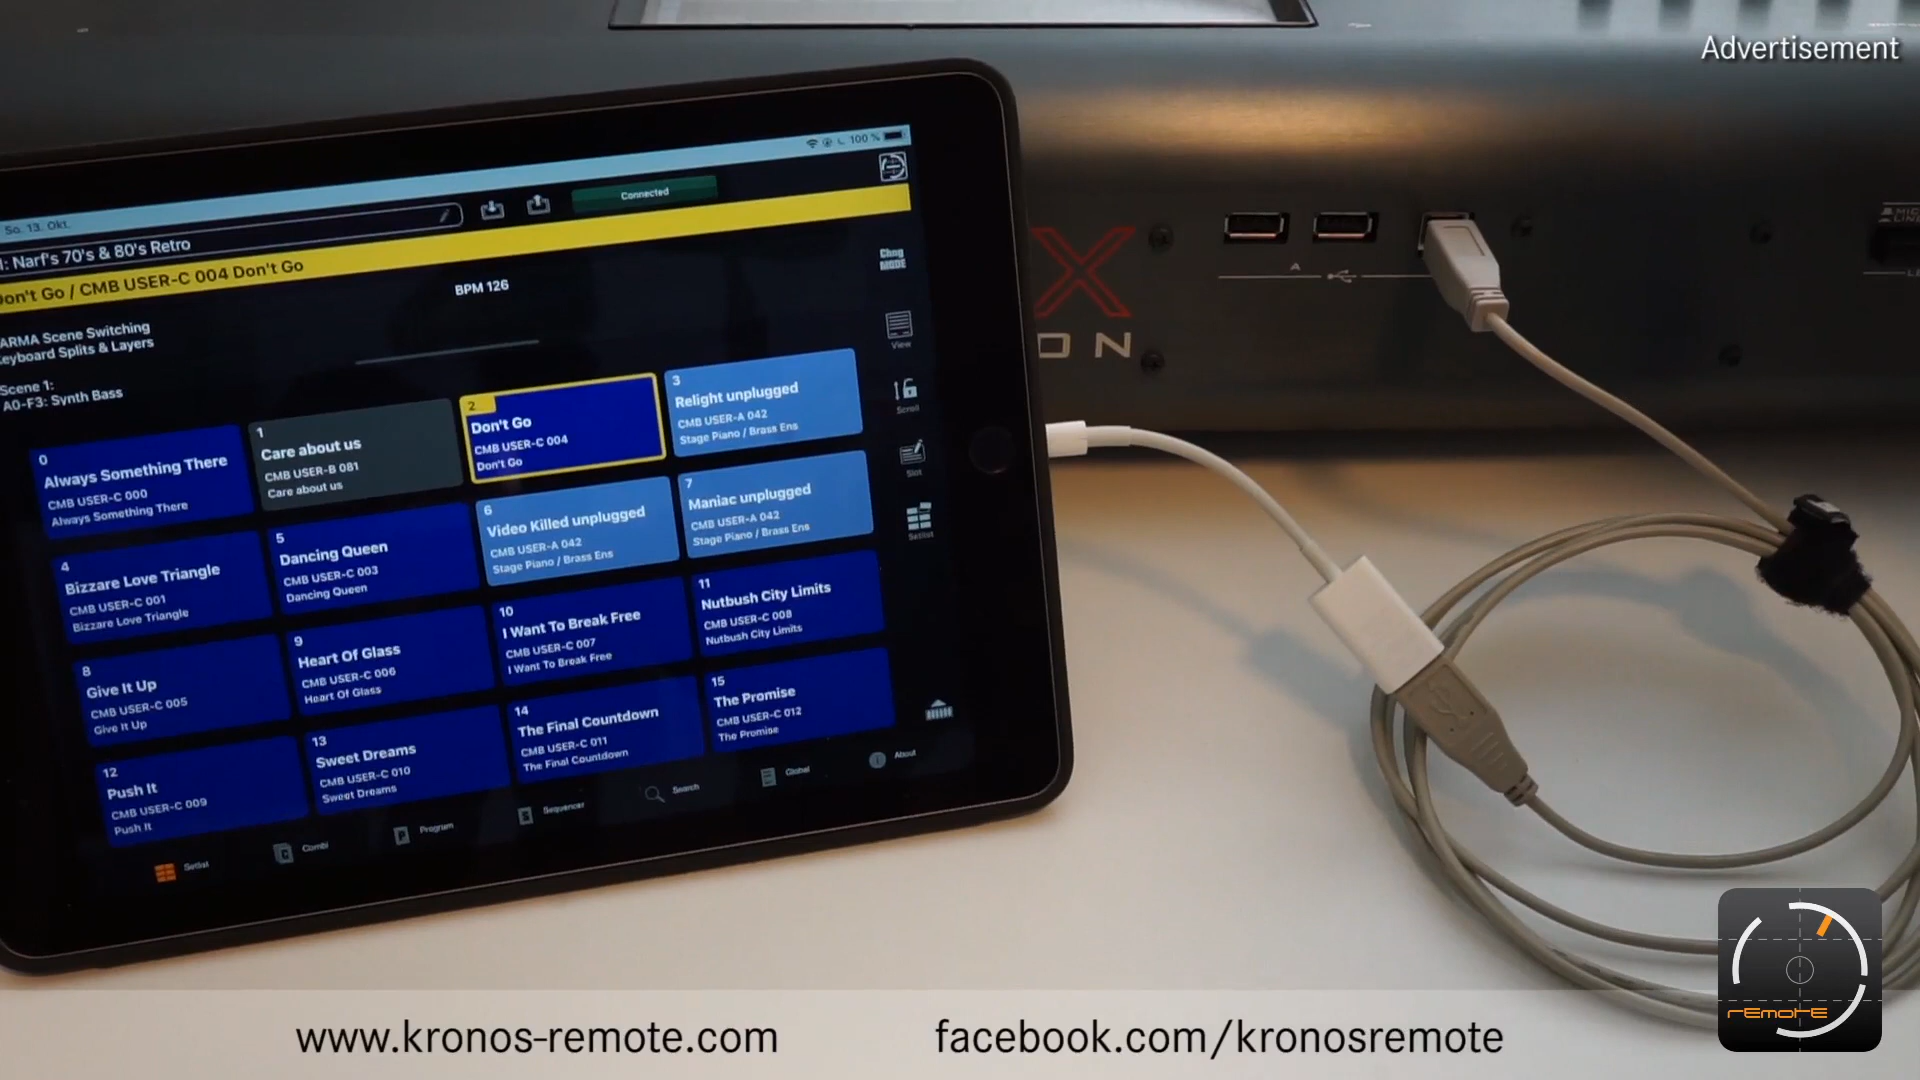 Advertisement
100 %
So. 13. Okt.
Connected
1: Narf's 70's & 80's Retro
Don't Go / CMB USER-C 004 Don't Go
BPM 126
Chng
MODE
ARMA Scene Switching
Keyboard Splits & Layers
Scene 1:
A0-F3: Synth Bass
View
Scroll
Slot
Setlist
0
Always Something There
CMB USER-C 000
Always Something There
1
Care about us
CMB USER-B 081
Care about us
2
Don't Go
CMB USER-C 004
Don't Go
3
Relight unplugged
CMB USER-A 042
Stage Piano / Brass Ens
4
Bizzare Love Triangle
CMB USER-C 001
Bizzare Love Triangle
5
Dancing Queen
CMB USER-C 003
Dancing Queen
6
Video Killed unplugged
CMB USER-A 042
Stage Piano / Brass Ens
7
Maniac unplugged
CMB USER-A 042
Stage Piano / Brass Ens
8
Give It Up
CMB USER-C 005
Give It Up
9
Heart Of Glass
CMB USER-C 006
Heart Of Glass
10
I Want To Break Free
CMB USER-C 007
I Want To Break Free
11
Nutbush City Limits
CMB USER-C 008
Nutbush City Limits
12
Push It
CMB USER-C 009
Push It
13
Sweet Dreams
CMB USER-C 010
Sweet Dreams
14
The Final Countdown
CMB USER-C 011
The Final Countdown
15
The Promise
CMB USER-C 012
The Promise
Setlist
Combi
Program
Sequencer
Search
Global
About
X
ON
A
remote
www.kronos-remote.com
facebook.com/kronosremote